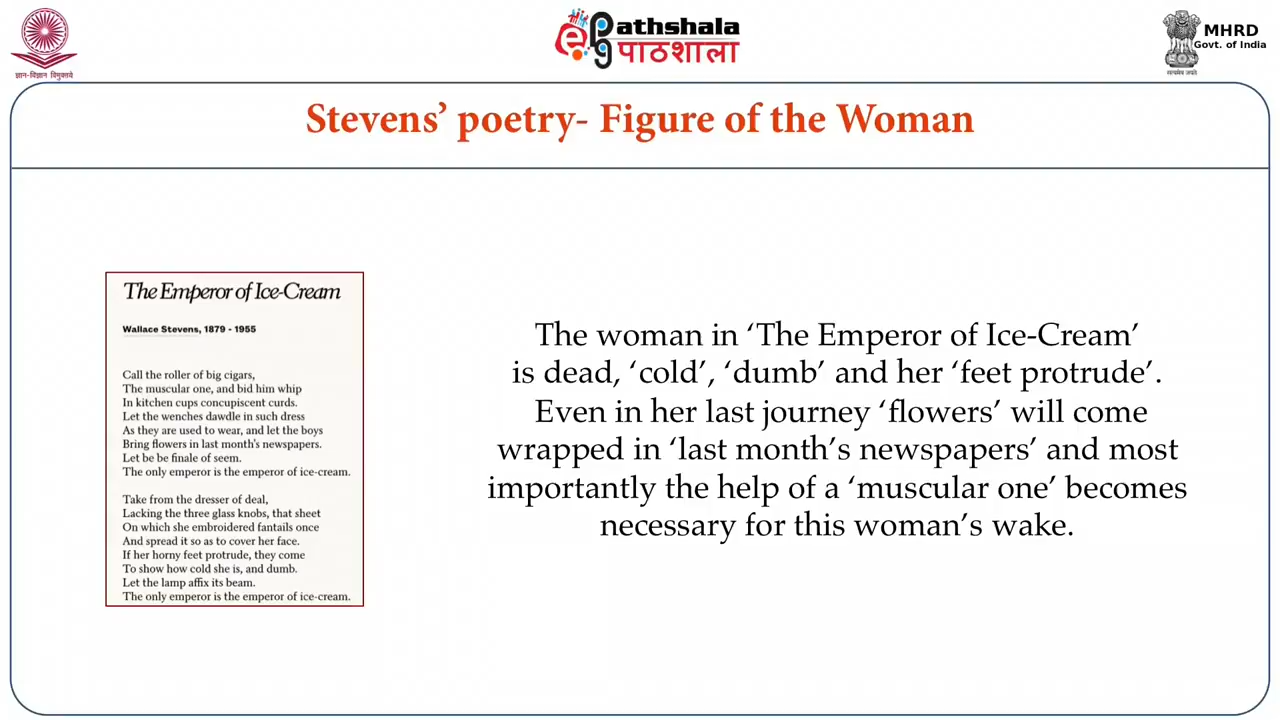 ज्ञान-विज्ञान विमुक्तये
ePathshala
पाठशाला
MHRD
Govt. of India
सत्यमेव जयते
Stevens’ poetry- Figure of the Woman
The Emperor of Ice-Cream
Wallace Stevens, 1879 - 1955
Call the roller of big cigars,
The muscular one, and bid him whip
In kitchen cups concupiscent curds.
Let the wenches dawdle in such dress
As they are used to wear, and let the boys
Bring flowers in last month's newspapers.
Let be be finale of seem.
The only emperor is the emperor of ice-cream.
Take from the dresser of deal,
Lacking the three glass knobs, that sheet
On which she embroidered fantails once
And spread it so as to cover her face.
If her horny feet protrude, they come
To show how cold she is, and dumb.
Let the lamp affix its beam.
The only emperor is the emperor of ice-cream.
The woman in ‘The Emperor of Ice-Cream’
is dead, ‘cold’, ‘dumb’ and her ‘feet protrude’.
Even in her last journey ‘flowers’ will come
wrapped in ‘last month’s newspapers’ and most
importantly the help of a ‘muscular one’ becomes
necessary for this woman’s wake.